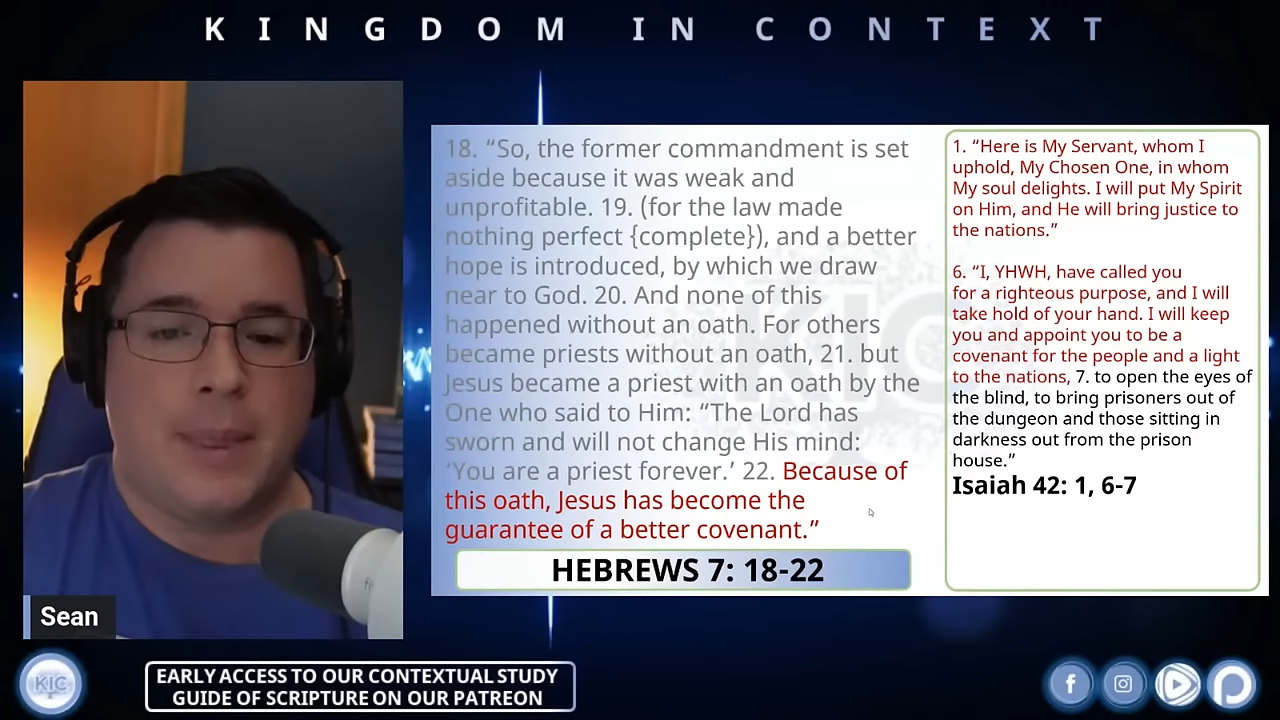 KINGDOM IN CONTEXT
18. “So, the former commandment is set
aside because it was weak and
unprofitable. 19. (for the law made
nothing perfect {complete}), and a better
hope is introduced, by which we draw
near to God. 20. And none of this
happened without an oath. For others
became priests without an oath, 21. but
Jesus became a priest with an oath by the
One who said to Him: “The Lord has
sworn and will not change His mind:
‘You are a priest forever.’ 22. Because of
this oath, Jesus has become the
guarantee of a better covenant.”
HEBREWS 7: 18-22
1. “Here is My Servant, whom I
uphold, My Chosen One, in whom
My soul delights. I will put My Spirit
on Him, and He will bring justice to
the nations.”
6. “I, YHWH, have called you
for a righteous purpose, and I will
take hold of your hand. I will keep
you and appoint you to be a
covenant for the people and a light
to the nations, 7. to open the eyes of
the blind, to bring prisoners out of
the dungeon and those sitting in
darkness out from the prison
house.”
Isaiah 42: 1, 6-7
KIC
Sean
KIC
EARLY ACCESS TO OUR CONTEXTUAL STUDY
GUIDE OF SCRIPTURE ON OUR PATREON